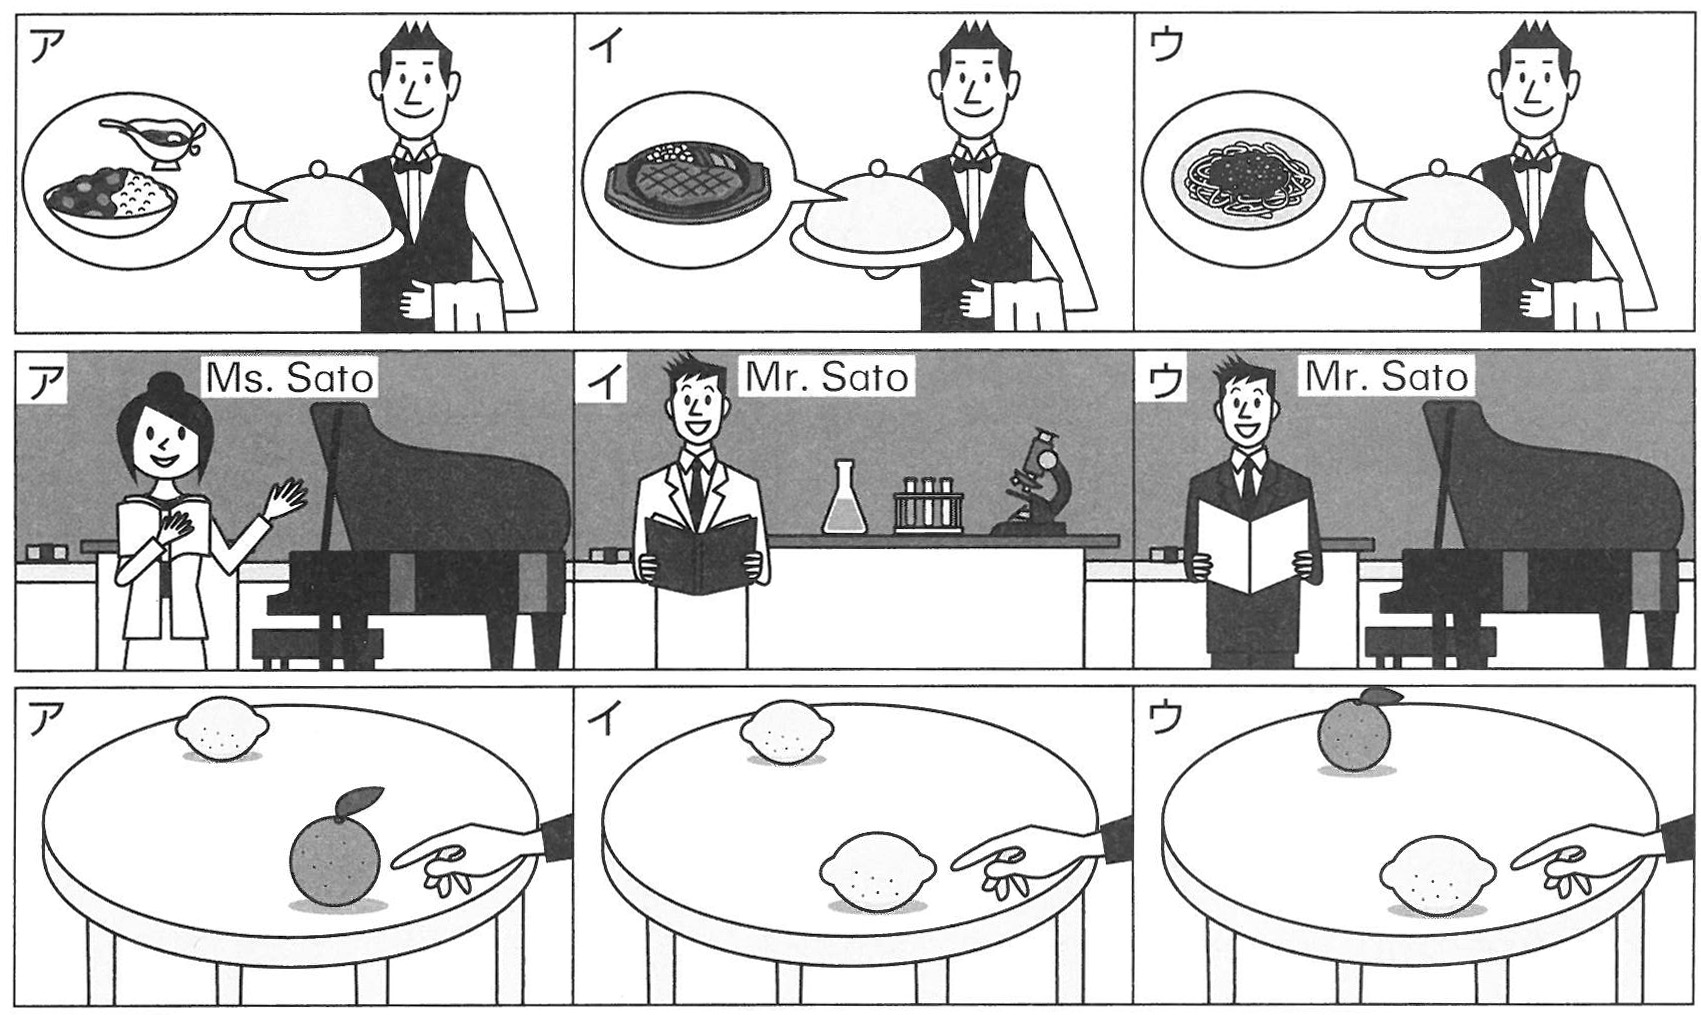 ア
イ
ウ
ア Ms. Sato
イ Mr. Sato
ウ Mr. Sato
ア
イ
ウ